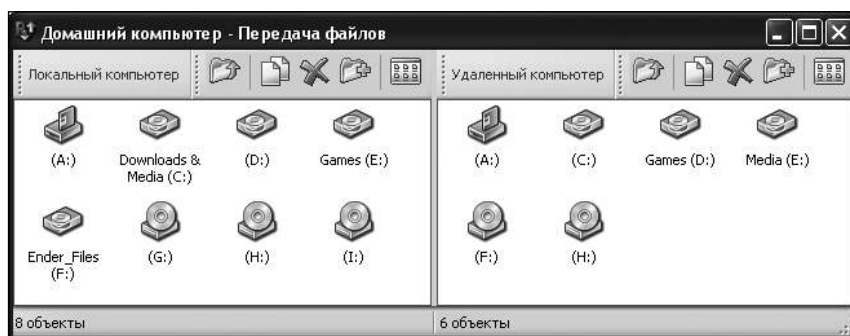 Домашний компьютер - Передача файлов
Локальный компьютер
Удаленный компьютер
(A:)
Downloads &
Media (C:)
(D:)
Games (E:)
Ender_Files
(F:)
(G:)
(H:)
(I:)
(A:)
(C:)
Games (D:)
Media (E:)
(F:)
(H:)
8 объекты
6 объекты